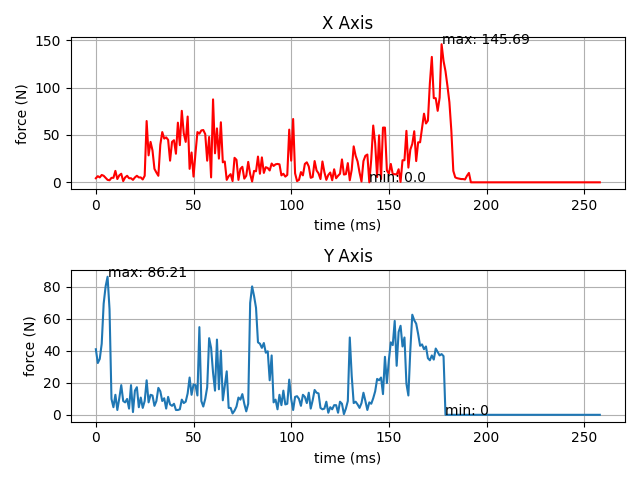 X Axis
max: 145.69
150
100
50
0
force (N)
min: 0.0
0 50 100 150 200 250
time (ms)
Y Axis
max: 86.21
80
60
40
20
0
force (N)
min: 0
0 50 100 150 200 250
time (ms)